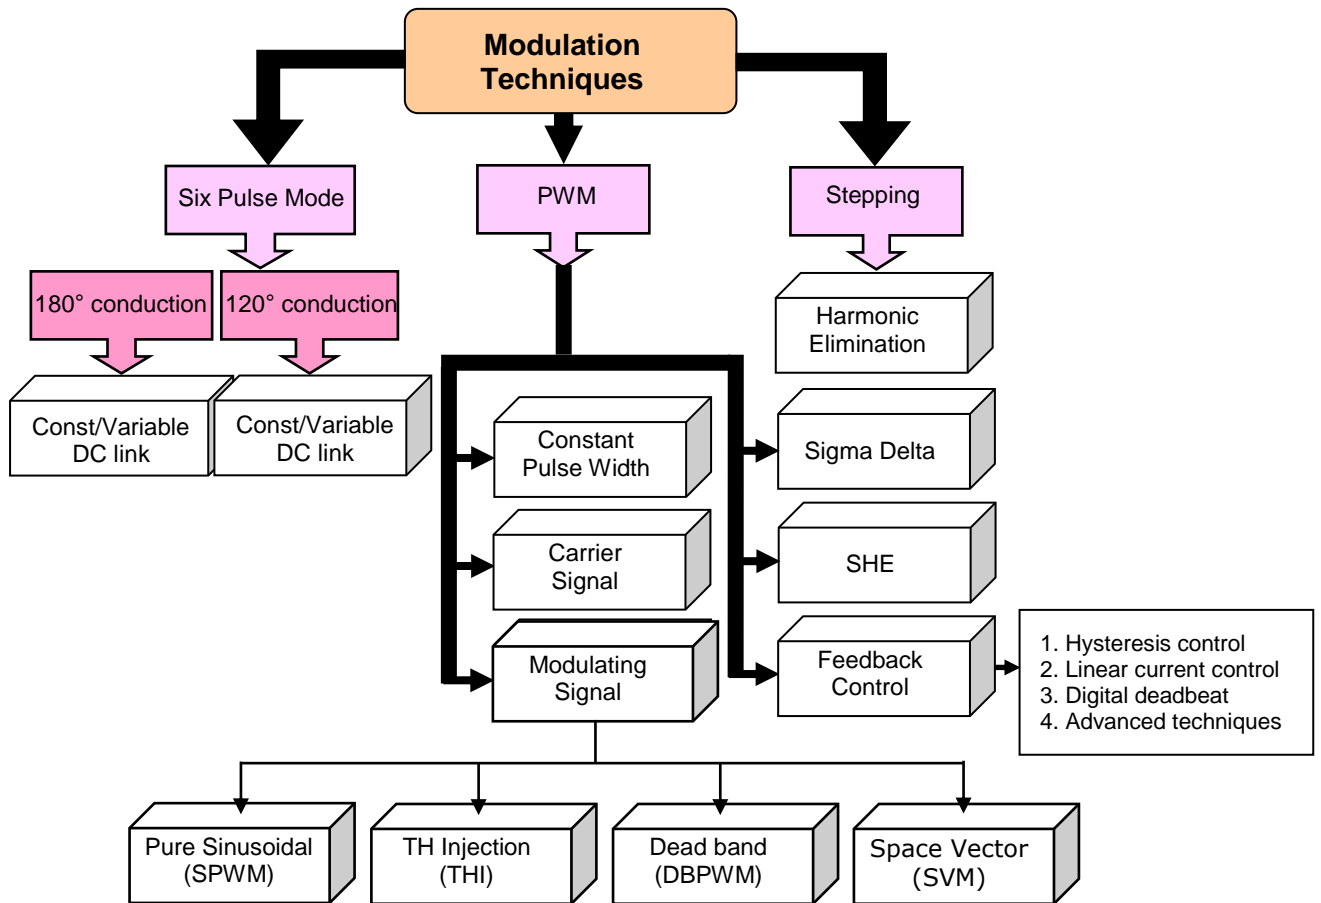 Modulation
Techniques
Six Pulse Mode
PWM
Stepping
180° conduction
120° conduction
Harmonic
Elimination
Const/Variable
DC link
Const/Variable
DC link
Constant
Pulse Width
Sigma Delta
Carrier
Signal
SHE
Modulating
Signal
Feedback
Control
1. Hysteresis control
2. Linear current control
3. Digital deadbeat
4. Advanced techniques
Pure Sinusoidal
(SPWM)
TH Injection
(THI)
Dead band
(DBPWM)
Space Vector
(SVM)